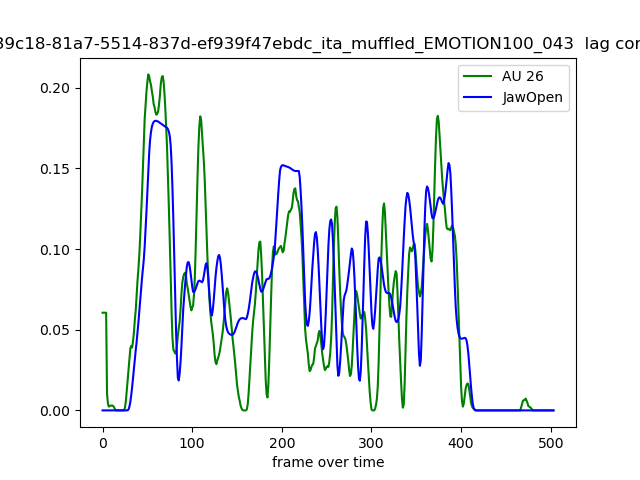 39c18-81a7-5514-837d-ef939f47ebdc_ita_muffled_EMOTION100_043 lag cor
AU 26
JawOpen
0.20
0.15
0.10
0.05
0.00
0 100 200 300 400 500
frame over time